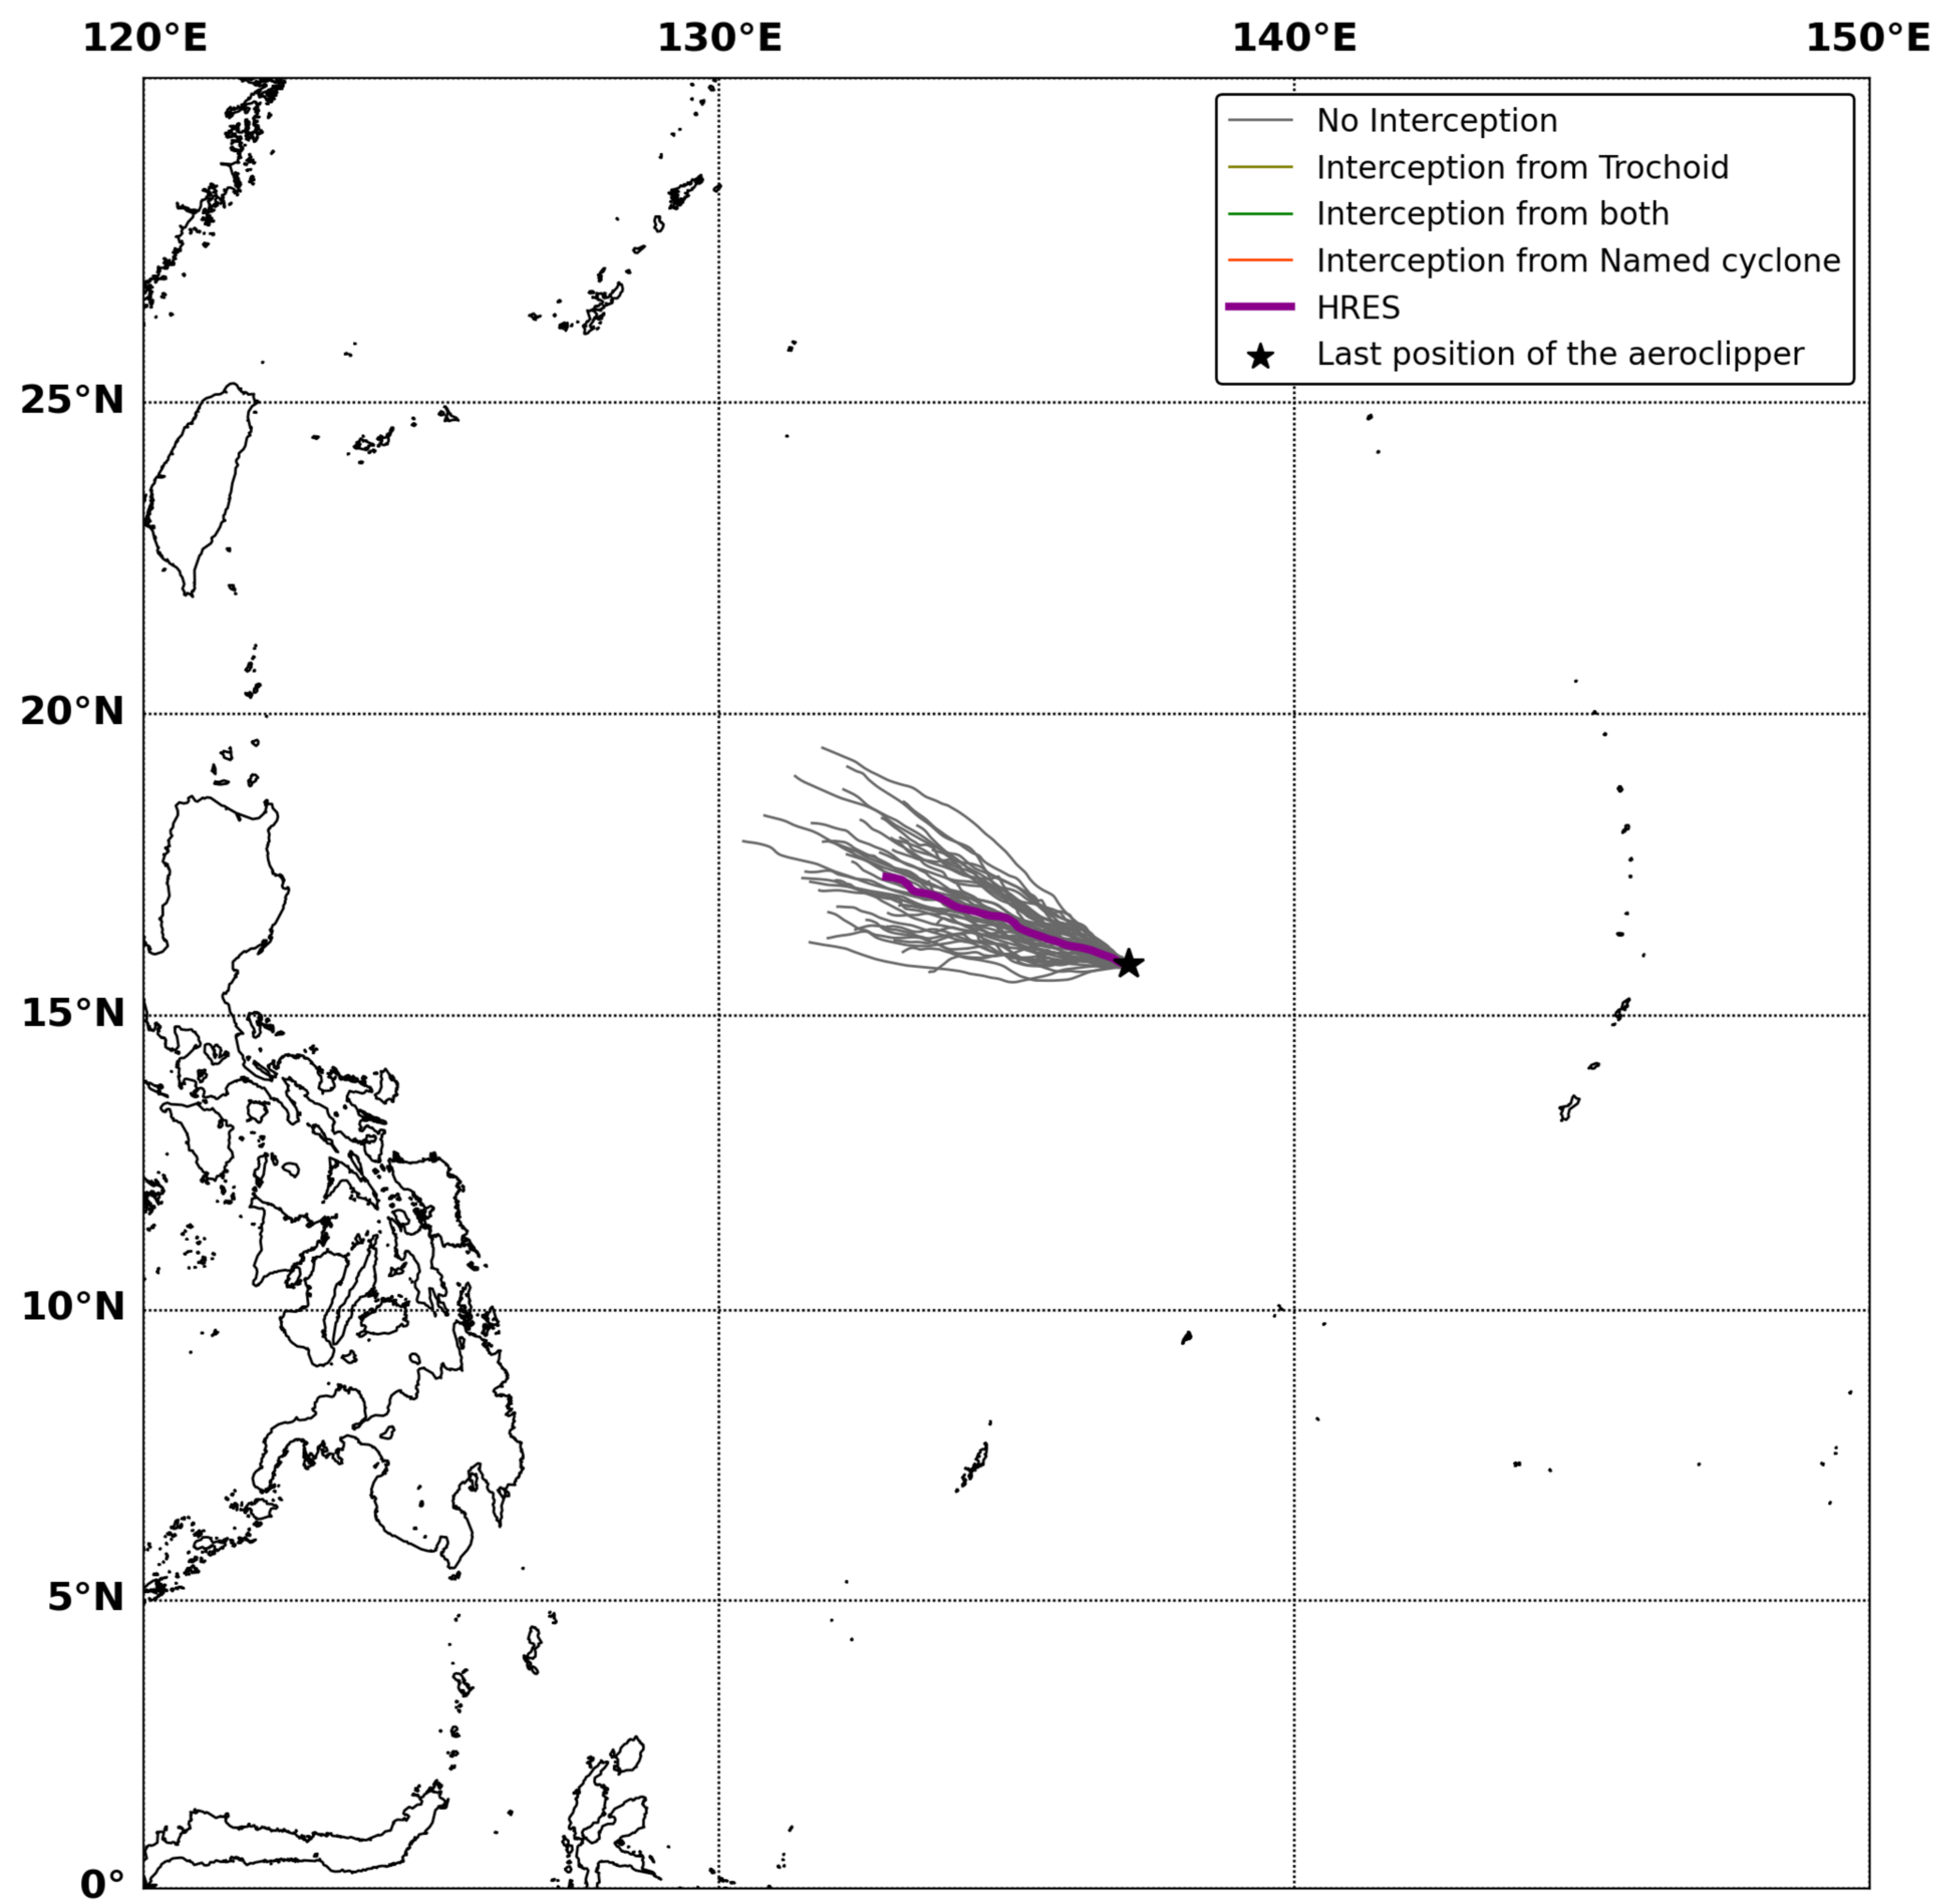 120°E 130°E 140°E 150°E
No Interception
Interception from Trochoid
Interception from both
Interception from Named cyclone
HRES
Last position of the aeroclipper
25°N
20°N
15°N
10°N
5°N
0°